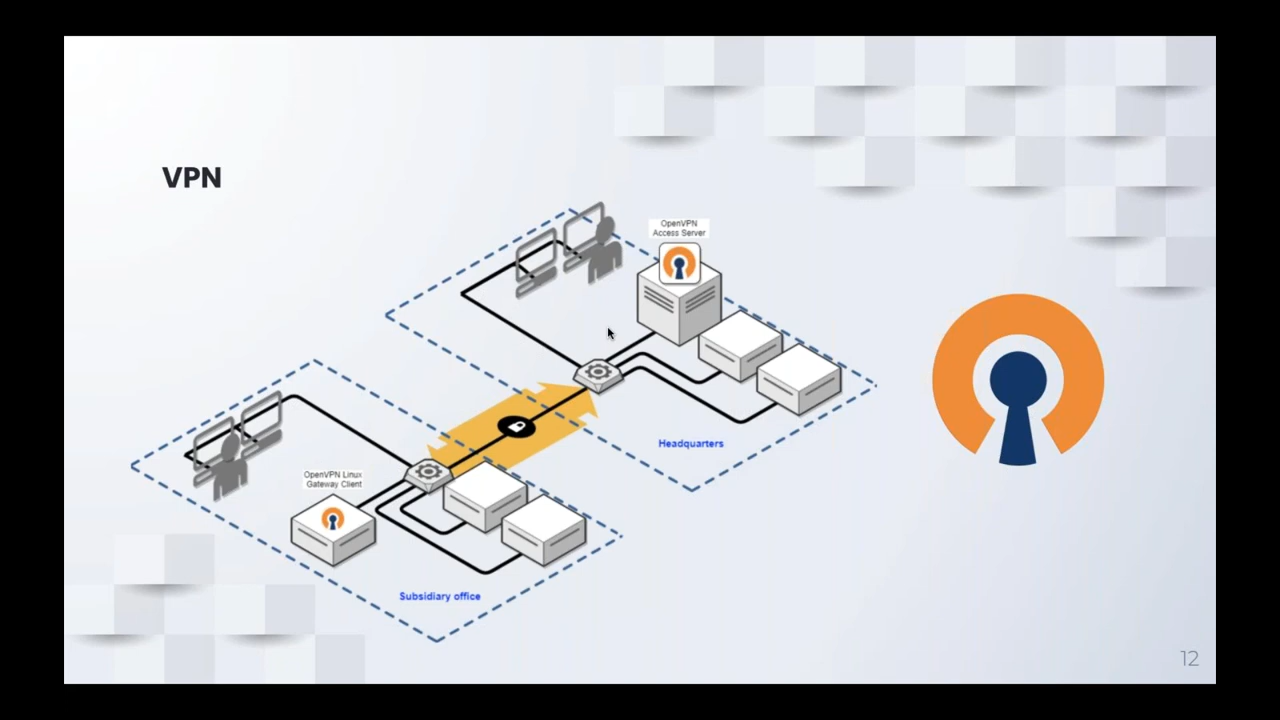 VPN
OpenVPN
Access Server
Headquarters
OpenVPN Linux
Gateway Client
Subsidiary office
12